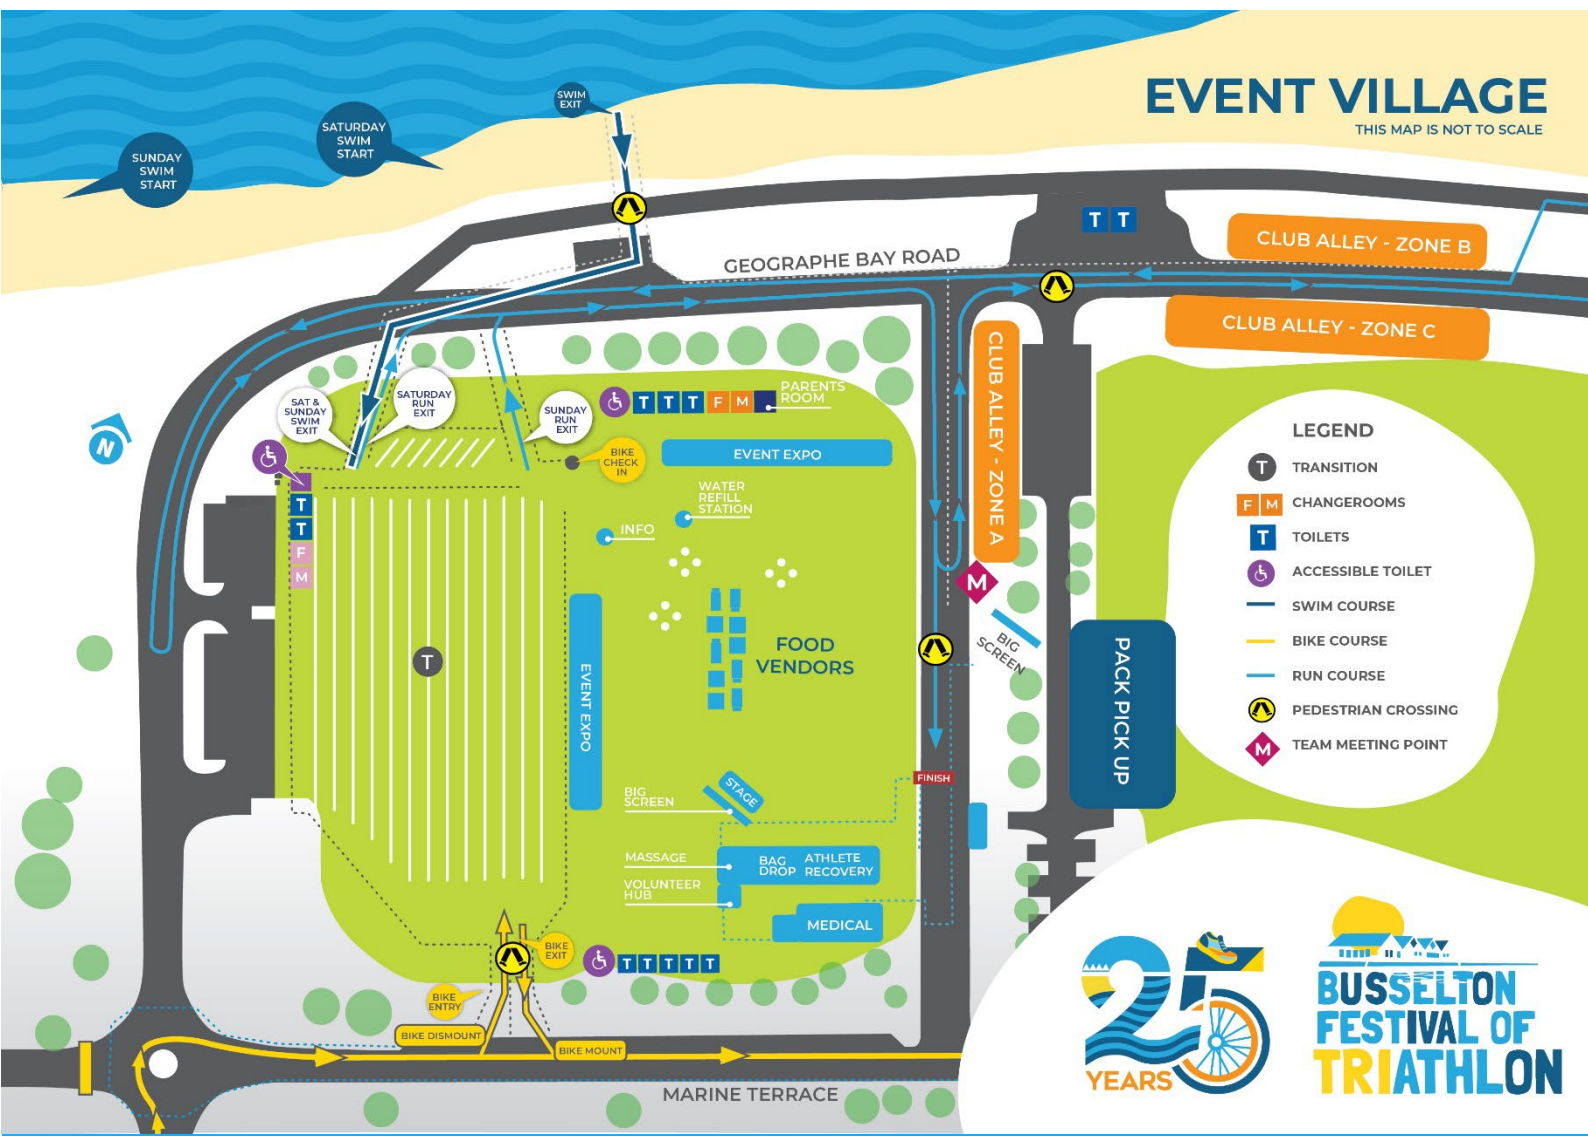 EVENT VILLAGE
THIS MAP IS NOT TO SCALE
SWIM
EXIT
SATURDAY
SWIM
START
SUNDAY
SWIM
START
T T
CLUB ALLEY - ZONE B
GEOGRAPHE BAY ROAD
CLUB ALLEY - ZONE C
CLUB ALLEY - ZONE A
SAT &
SUNDAY
SWIM
EXIT
SATURDAY
RUN
EXIT
SUNDAY
RUN
EXIT
T T T F M
PARENTS
ROOM
N
BIKE
CHECK
IN
EVENT EXPO
WATER
REFILL
STATION
INFO
T
T
F
M
M
BIG
SCREEN
FOOD
VENDORS
T
EVENT EXPO
PACK PICK UP
LEGEND
T TRANSITION
F M CHANGEROOMS
T TOILETS
ACCESSIBLE TOILET
SWIM COURSE
BIKE COURSE
RUN COURSE
PEDESTRIAN CROSSING
M TEAM MEETING POINT
FINISH
STAGE
BIG
SCREEN
MASSAGE
BAG
DROP
ATHLETE
RECOVERY
VOLUNTEER
HUB
MEDICAL
BIKE
EXIT
T T T T T
BIKE
ENTRY
BIKE DISMOUNT
BIKE MOUNT
MARINE TERRACE
25
YEARS
BUSSELTON
FESTIVAL OF
TRIATHLON